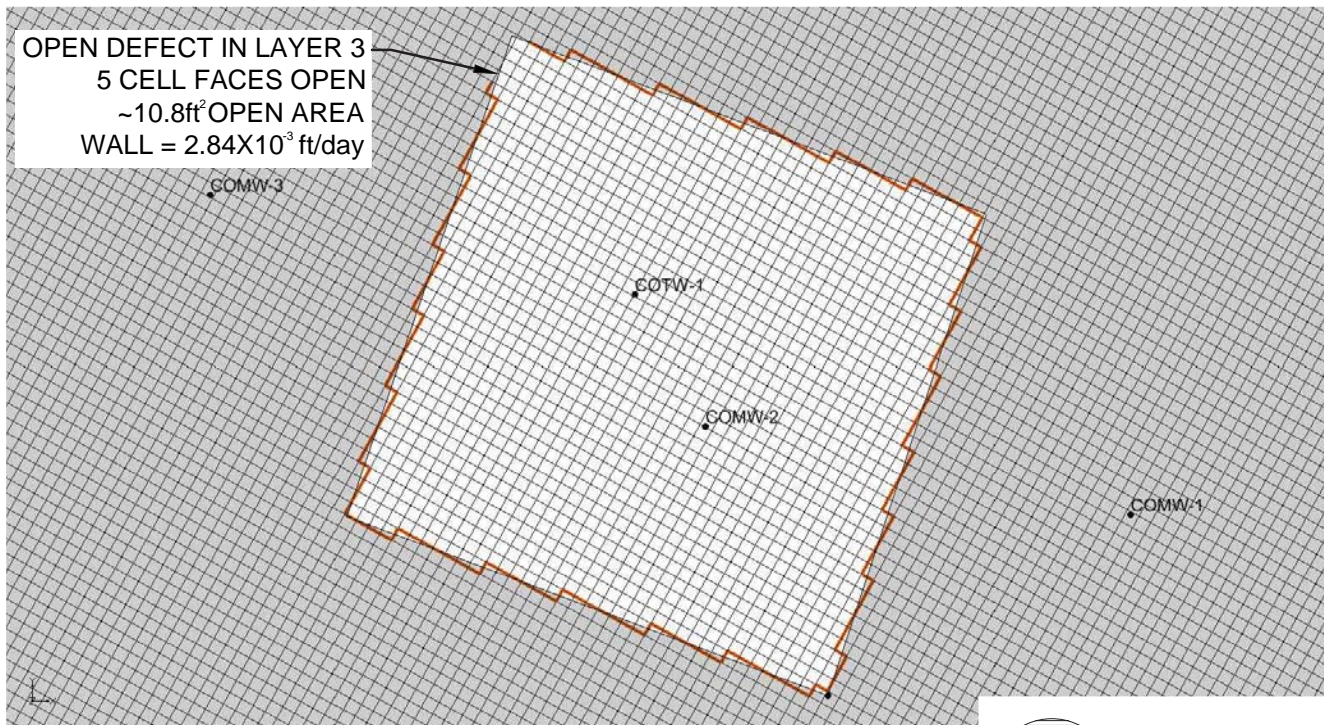 OPEN DEFECT IN LAYER 3
5 CELL FACES OPEN
~10.8ft² OPEN AREA
WALL = 2.84X10⁻³ ft/day
COMW-3
COTW-1
COMW-2
COMW-1